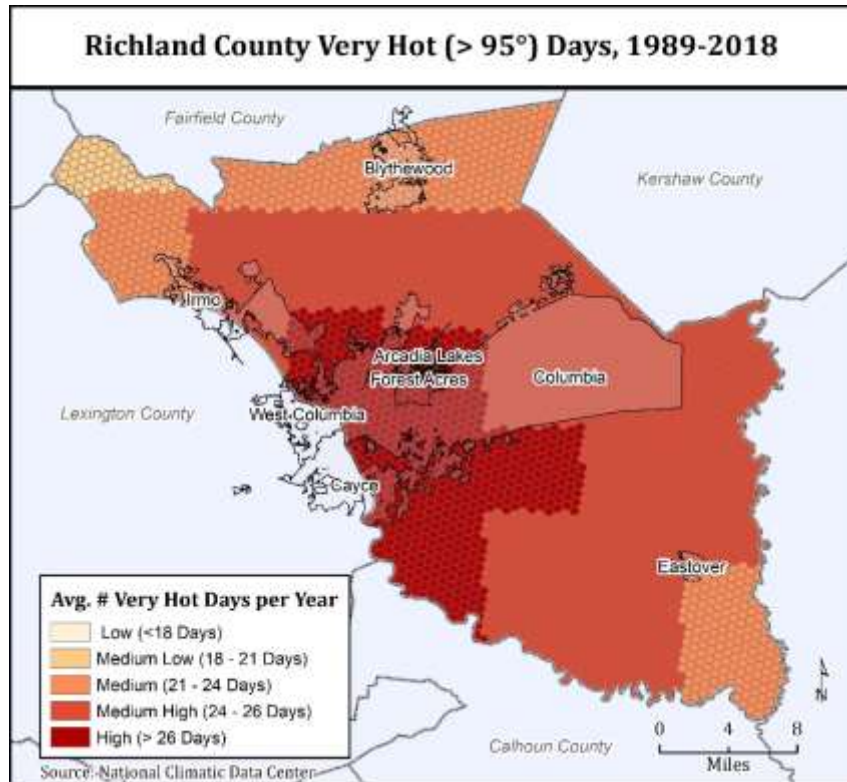 Richland County Very Hot (> 95°) Days, 1989-2018
Fairfield County
Blythewood
Kershaw County
Irmo
Arcadia Lakes
Forest Acres
Columbia
West Columbia
Lexington County
Cayce
Eastover
Avg. # Very Hot Days per Year
Low (<18 Days)
Medium Low (18 - 21 Days)
Medium (21 - 24 Days)
Medium High (24 - 26 Days)
High (> 26 Days)
N
0 4 8
Miles
Calhoun County
Source: National Climatic Data Center